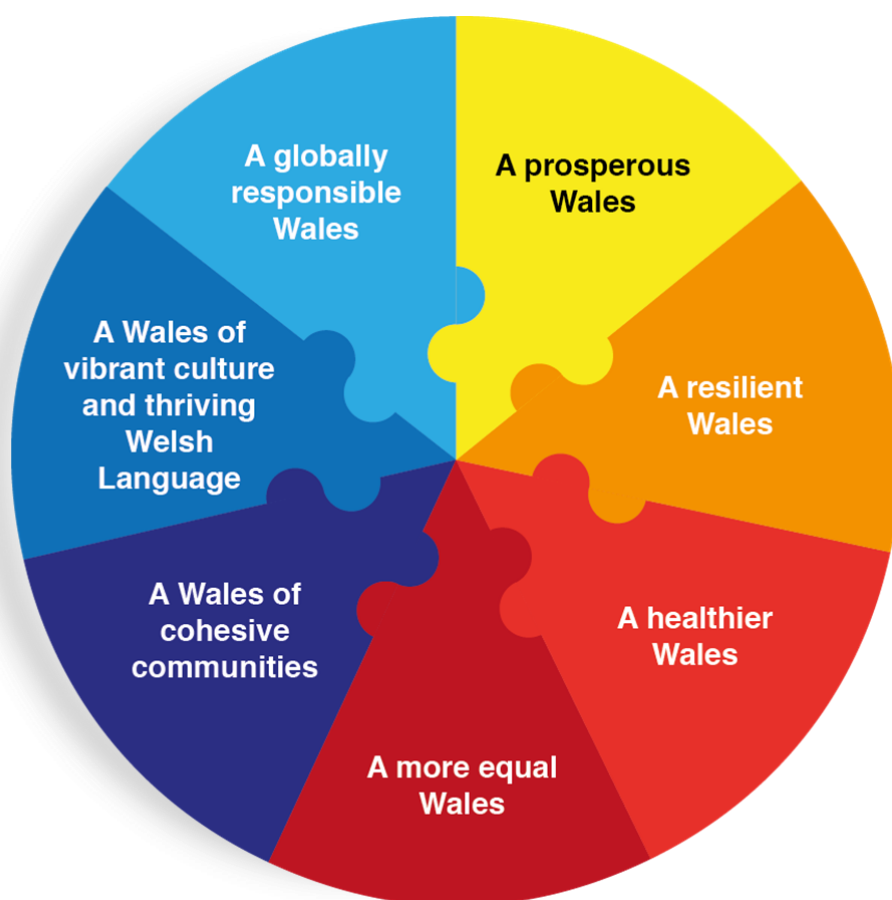 A prosperous
Wales
A resilient
Wales
A healthier
Wales
A more equal
Wales
A Wales of
cohesive
communities
A Wales of
vibrant culture
and thriving
Welsh
Language
A globally
responsible
Wales